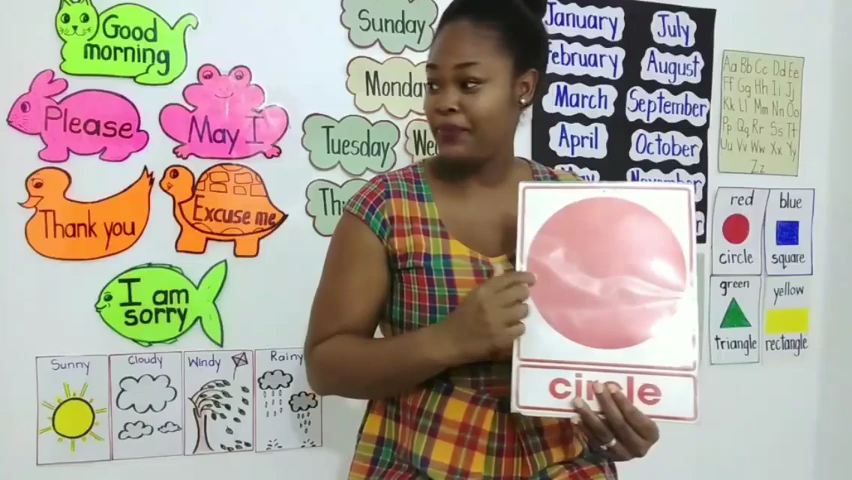 Good
morning
Please
May I
Thank you
Excuse me
I am
sorry
Sunny
Cloudy
Windy
Rainy
Sunday
Monday
Tuesday
January
February
March
April
July
August
September
October
November
Aa Bb Cc Dd Ee
Ff Gg Hh Ii Jj
Kk Ll Mm Nn Oo
Pp Qq Rr Ss Tt
Uu Vv Ww Xx Yy
Zz
red
circle
blue
square
green
triangle
yellow
rectangle
circle